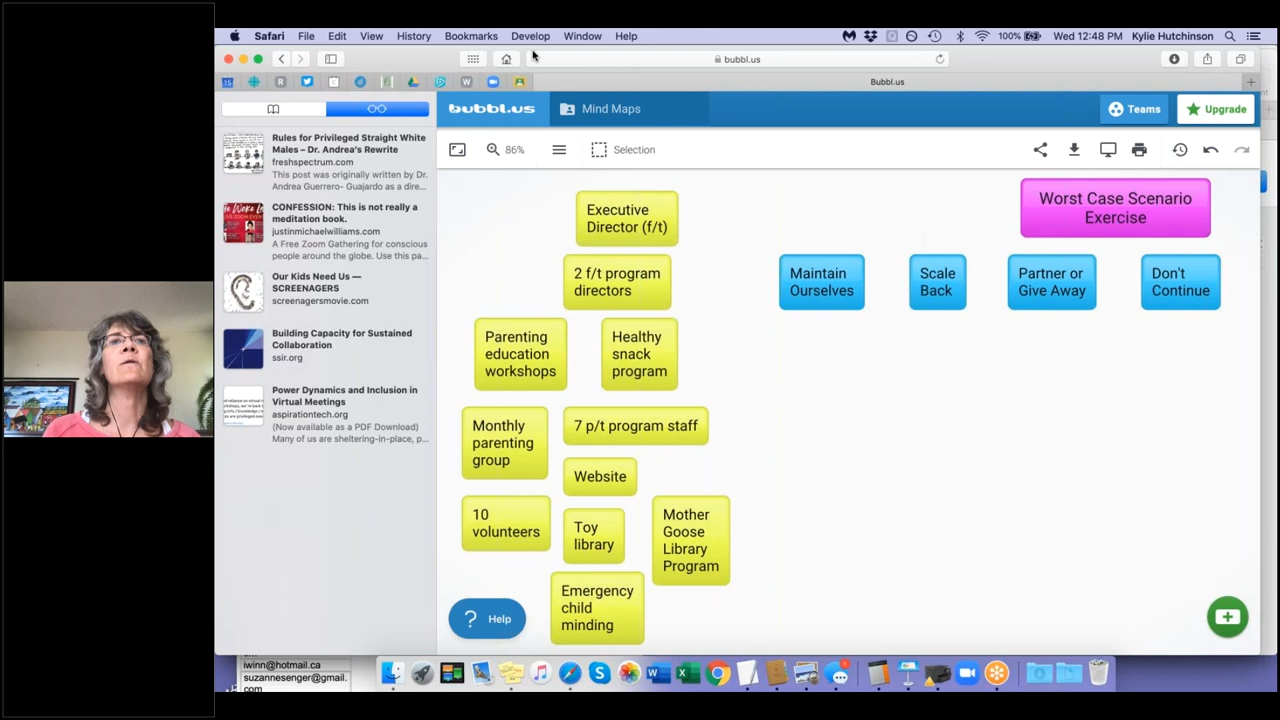 Safari File Edit View History Bookmarks Develop Window Help
100% Wed 12:48 PM Kylie Hutchinson
bubbl.us
15
R
W
Bubbl.us
Rules for Privileged Straight White
Males – Dr. Andrea's Rewrite
freshspectrum.com
This post was originally written by Dr.
Andrea Guerrero- Guajardo as a dire...
CONFESSION: This is not really a
meditation book.
justinmichaelwilliams.com
A Free Zoom Gathering for conscious
people around the globe. Use this pa...
Our Kids Need Us —
SCREENAGERS
screenagersmovie.com
Building Capacity for Sustained
Collaboration
ssir.org
Power Dynamics and Inclusion in
Virtual Meetings
aspirationtech.org
(Now available as a PDF Download)
Many of us are sheltering-in-place, p...
bubbl.us
Mind Maps
Teams
Upgrade
86%
Selection
Executive
Director (f/t)
2 f/t program
directors
Parenting
education
workshops
Healthy
snack
program
Monthly
parenting
group
7 p/t program staff
Website
10
volunteers
Toy
library
Mother
Goose
Library
Program
Emergency
child
minding
Worst Case Scenario
Exercise
Maintain
Ourselves
Scale
Back
Partner or
Give Away
Don't
Continue
? Help
iwinn@hotmail.ca
suzannesenger@gmail.
com